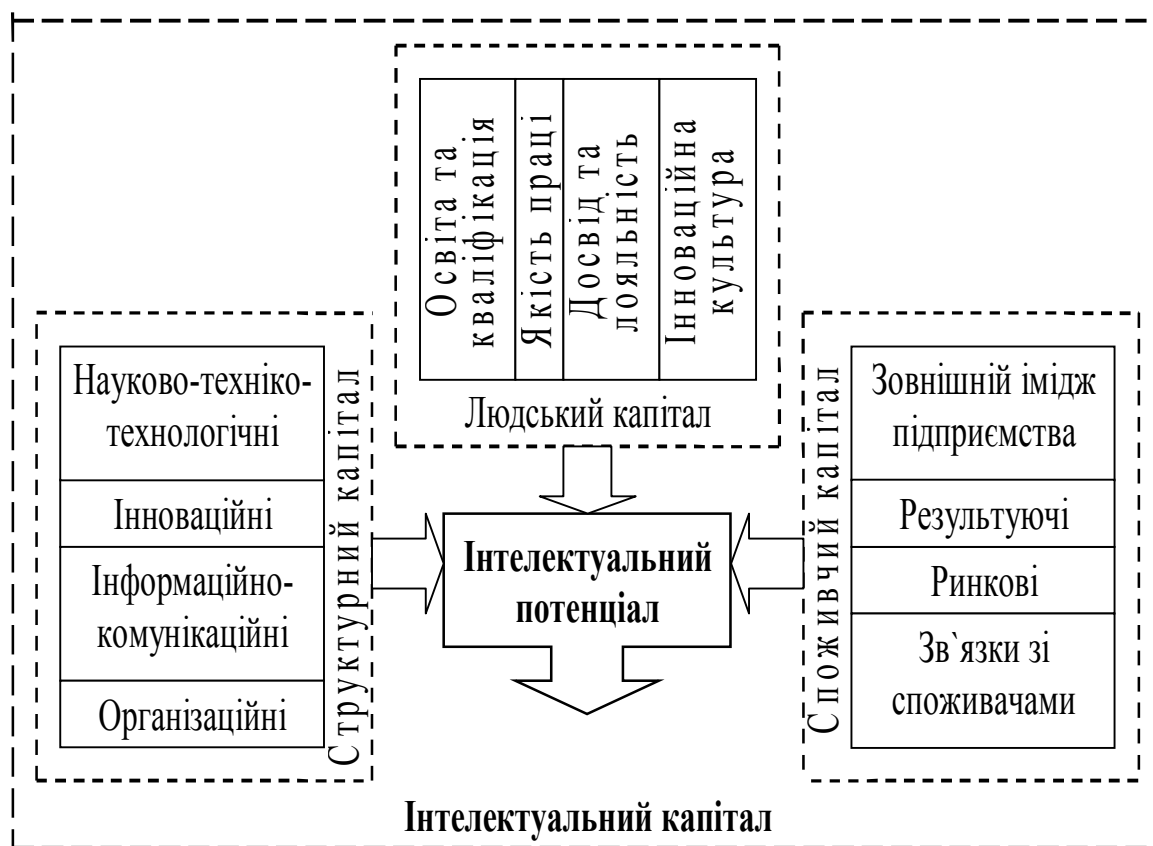 Освіта та
кваліфікація
Якість праці
Досвід та
лояльність
Інноваційна
культура
Людський капітал
Науково-техніко-
технологічні
Інноваційні
Інформаційно-
комунікаційні
Організаційні
Структурний капітал
Інтелектуальний
потенціал
Споживчий капітал
Зовнішній імідж
підприємства
Результуючі
Ринкові
Зв`язки зі
споживачами
Інтелектуальний капітал